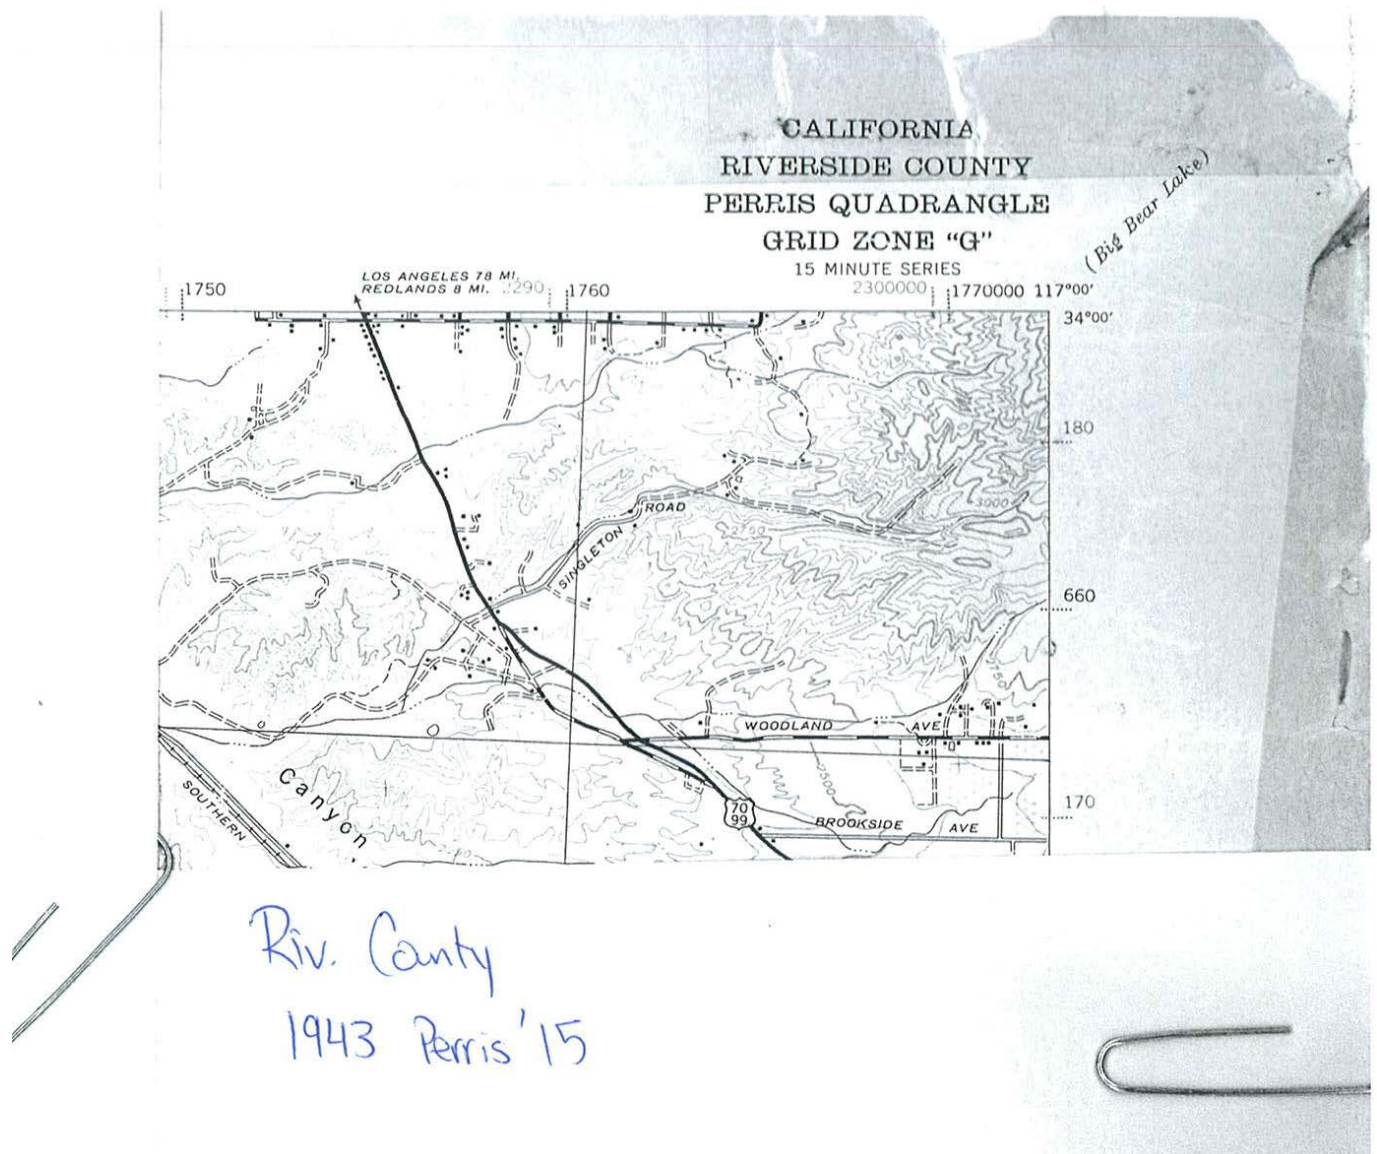 CALIFORNIA
RIVERSIDE COUNTY
PERRIS QUADRANGLE
GRID ZONE "G"
15 MINUTE SERIES
(Big Bear Lake)
LOS ANGELES 78 MI.
REDLANDS 8 MI.
1750
2290
1760
2300000
1770000
117°00'
34°00'
180
3000
ROAD
SINGLETON
660
WOODLAND AVE
2500
Canyon
SOUTHERN
70
99
BROOKSIDE AVE
170
Riv. County
1943 Perris '15